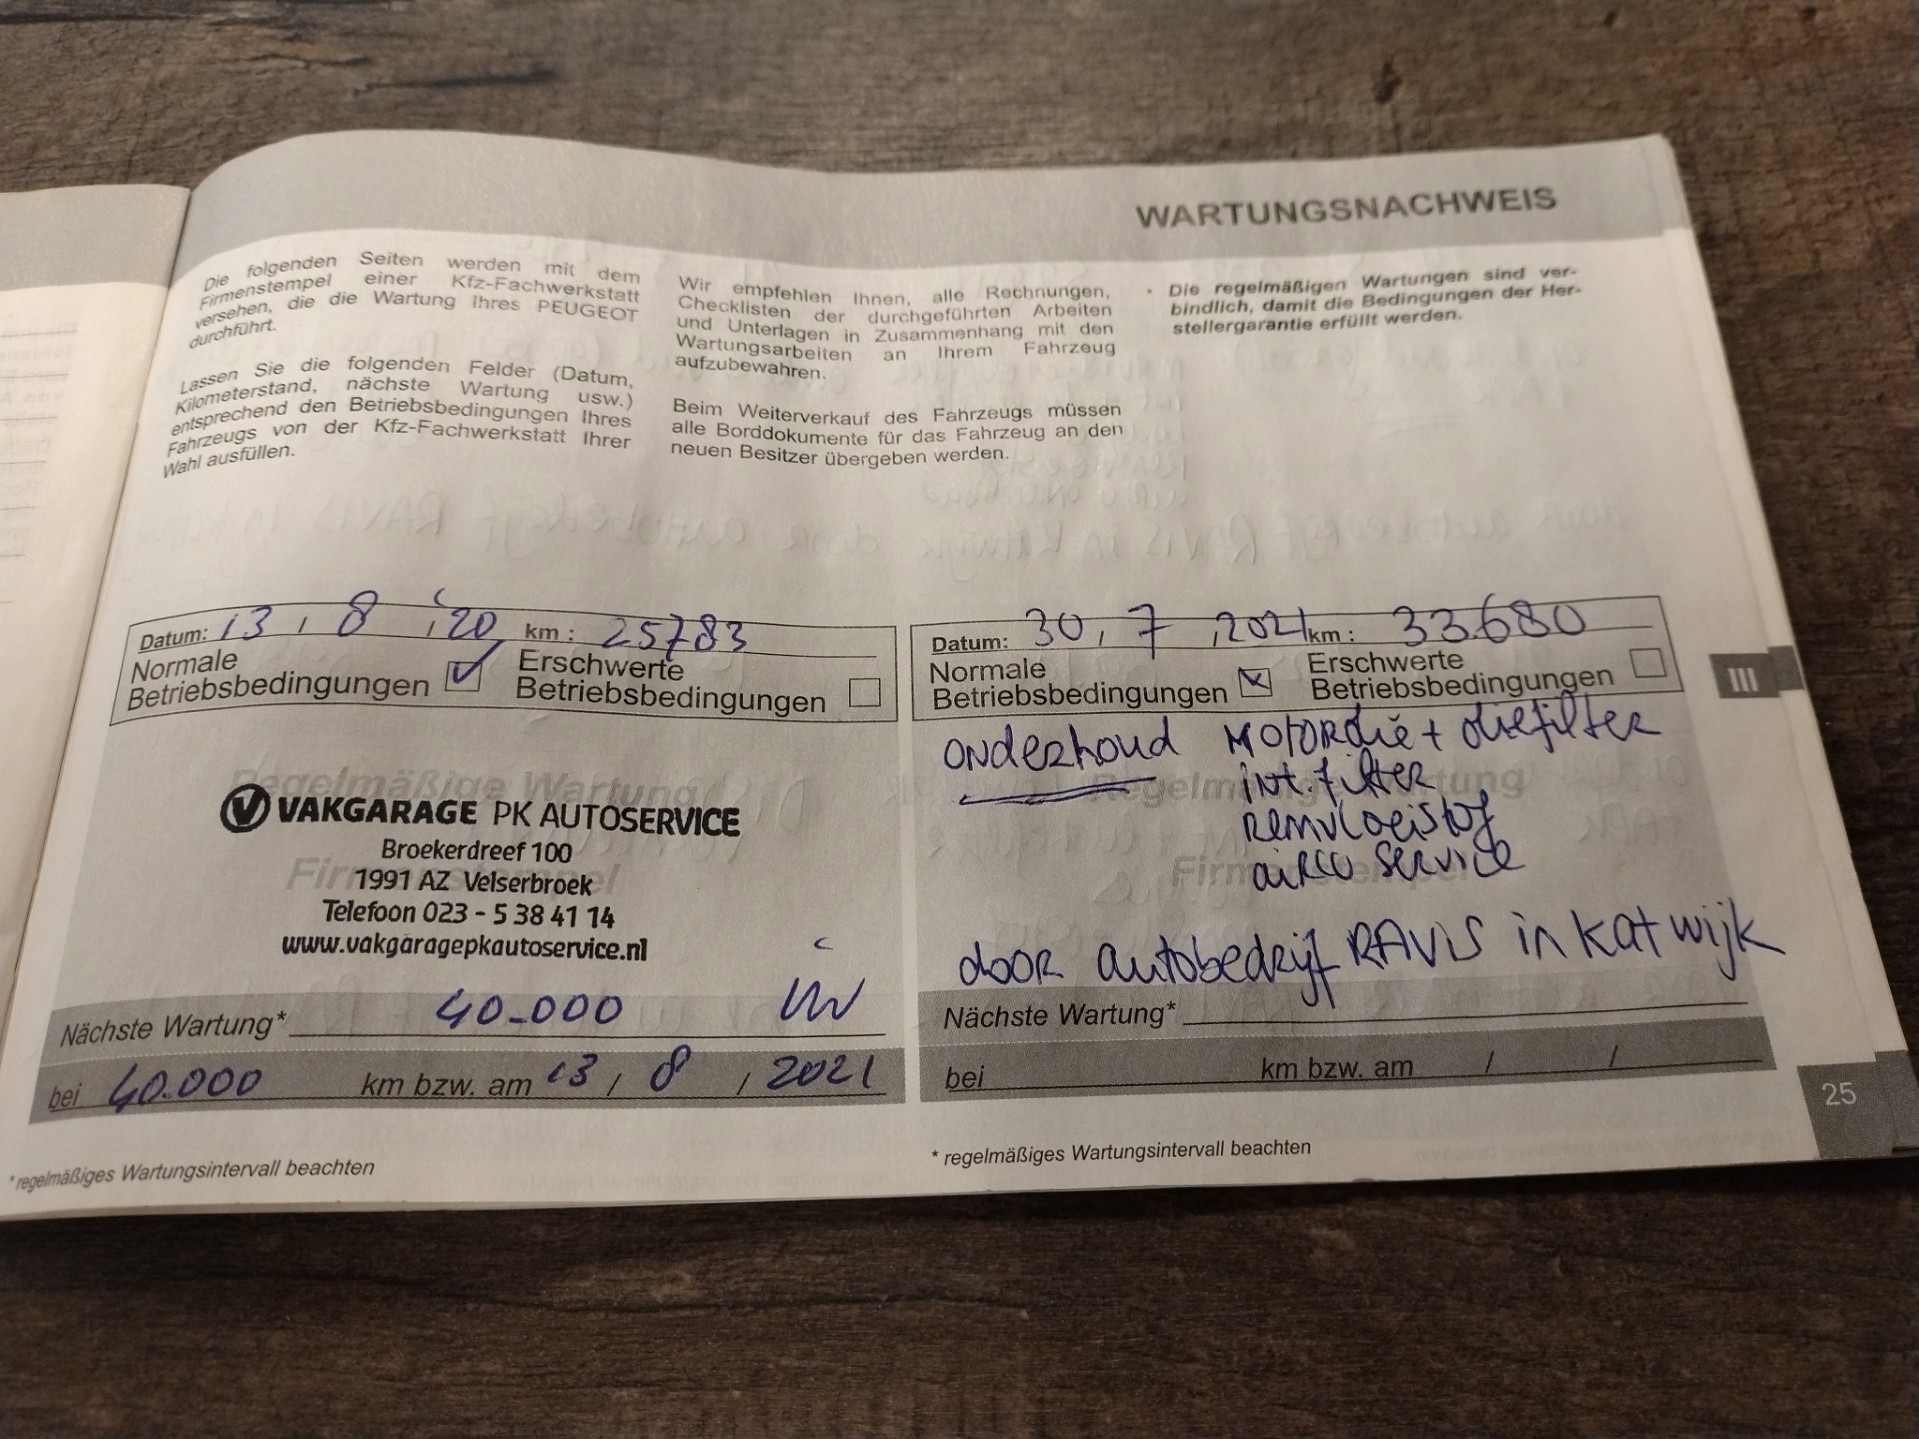 WARTUNGSNACHWEIS
Die folgenden Seiten werden mit dem
Firmenstempel einer Kfz-Fachwerkstatt
versehen, die die Wartung Ihres PEUGEOT
durchführt.
Lassen Sie die folgenden Felder (Datum,
Kilometerstand, nächste Wartung usw.)
entsprechend den Betriebsbedingungen Ihres
Fahrzeugs von der Kfz-Fachwerkstatt Ihrer
Wahl ausfüllen.
Wir empfehlen Ihnen, alle Rechnungen,
Checklisten der durchgeführten Arbeiten
und Unterlagen in Zusammenhang mit den
Wartungsarbeiten an Ihrem Fahrzeug
aufzubewahren.
Beim Weiterverkauf des Fahrzeugs müssen
alle Borddokumente für das Fahrzeug an den
neuen Besitzer übergeben werden.
• Die regelmäßigen Wartungen sind ver-
bindlich, damit die Bedingungen der Her-
stellergarantie erfüllt werden.
Datum: 13 / 8 / '20 km : 25783
Normale
Betriebsbedingungen
Erschwerte
Betriebsbedingungen
Regelmäßige Wartung
VAKGARAGE PK AUTOSERVICE
Broekerdreef 100
Firmenstempel
1991 AZ Velserbroek
Telefoon 023 - 5 38 41 14
www.vakgaragepkautoservice.nl
Nächste Wartung* 40.000
bei 40.000 km bzw. am 13 / 8 / 2021
* regelmäßiges Wartungsintervall beachten
Datum: 30 / 7 / 2021 km : 33680
Normale
Betriebsbedingungen
Erschwerte
Betriebsbedingungen
onderhoud Motorolie + oliefilter
int. filter
Regelmäßige Wartung
remvloeistof
airco service
Firmenstempel
door autobedrijf RAVIS in Katwijk
Nächste Wartung*
bei km bzw. am / /
* regelmäßiges Wartungsintervall beachten
III
25